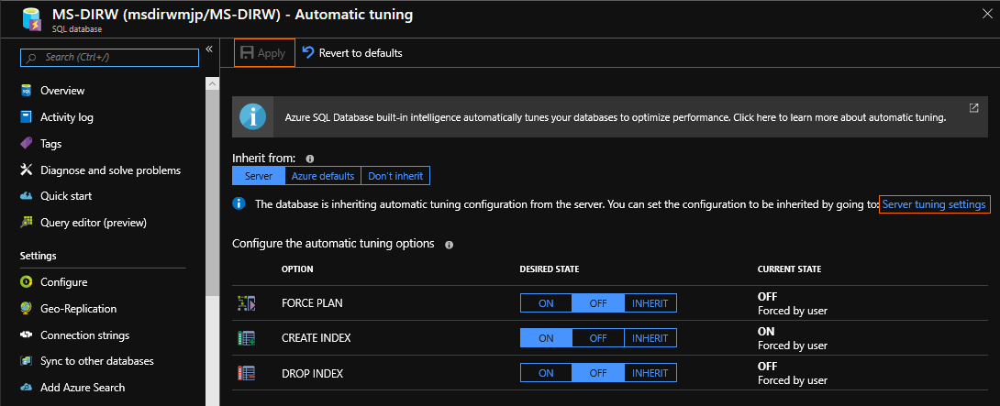 MS-DIRW (msdirwmjp/MS-DIRW) - Automatic tuning
SQL database
Search (Ctrl+/)
Overview
Activity log
Tags
Diagnose and solve problems
Quick start
Query editor (preview)
Settings
Configure
Geo-Replication
Connection strings
Sync to other databases
Add Azure Search
Apply Revert to defaults
Azure SQL Database built-in intelligence automatically tunes your databases to optimize performance. Click here to learn more about automatic tuning.
Inherit from:
Server Azure defaults Don't inherit
The database is inheriting automatic tuning configuration from the server. You can set the configuration to be inherited by going to: Server tuning settings
Configure the automatic tuning options
OPTION DESIRED STATE CURRENT STATE
FORCE PLAN ON OFF INHERIT OFF
Forced by user
CREATE INDEX ON OFF INHERIT ON
Forced by user
DROP INDEX ON OFF INHERIT OFF
Forced by user